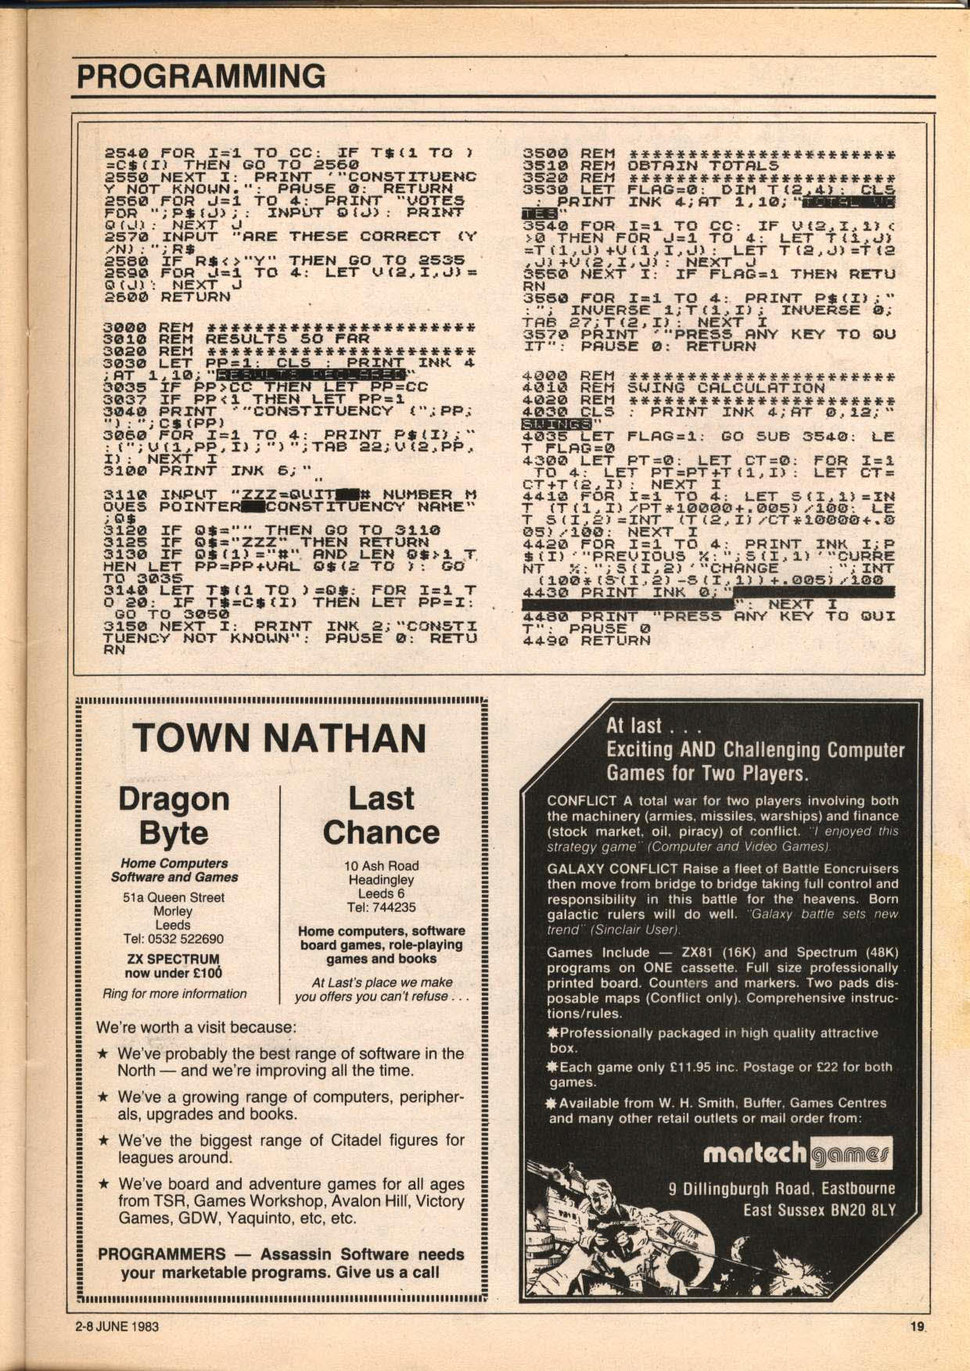 PROGRAMMING
2540 FOR I=1 TO CC: IF T$(1 TO )
=C$(I) THEN GO TO 2560
2550 NEXT I: PRINT '"CONSTITUENC
Y NOT KNOWN.": PAUSE 0: RETURN
2560 FOR J=1 TO 4: PRINT "VOTES
FOR ";P$(J);: INPUT Q(J): PRINT
Q(J): NEXT J
2570 INPUT "ARE THESE CORRECT (Y
/N):";R$
2580 IF R$<>"Y" THEN GO TO 2535
2590 FOR J=1 TO 4: LET V(2,I,J)=
Q(J): NEXT J
2600 RETURN
3000 REM ***********************
3010 REM RESULTS SO FAR
3020 REM ***********************
3030 LET PP=1: CLS : PRINT INK 4
;AT 1,10;"RESULTS DECLARED"
3035 IF PP>CC THEN LET PP=CC
3037 IF PP<1 THEN LET PP=1
3040 PRINT '"CONSTITUENCY (";PP;
"):";C$(PP)
3060 FOR I=1 TO 4: PRINT P$(I);"
:(";V(1,PP,I);")";TAB 22;V(2,PP,
I): NEXT I
3100 PRINT INK 6;"
3110 INPUT "ZZZ=QUIT # NUMBER M
OVES POINTER CONSTITUENCY NAME"
;Q$
3120 IF Q$="" THEN GO TO 3110
3125 IF Q$="ZZZ" THEN RETURN
3130 IF Q$(1)="#" AND LEN Q$>1 T
HEN LET PP=PP+VAL Q$(2 TO ): GO
TO 3035
3140 LET T$(1 TO )=Q$: FOR I=1 T
O 20: IF T$=C$(I) THEN LET PP=I:
GO TO 3050
3150 NEXT I: PRINT INK 2;"CONSTI
TUENCY NOT KNOWN": PAUSE 0: RETU
RN
3500 REM ***********************
3510 REM OBTAIN TOTALS
3520 REM ***********************
3530 LET FLAG=0: DIM T(2,4): CLS
: PRINT INK 4;AT 1,10;"TOTAL VO
TES"
3540 FOR I=1 TO CC: IF V(2,I,1)<
>0 THEN FOR J=1 TO 4: LET T(1,J)
=T(1,J)+V(1,I,J): LET T(2,J)=T(2
,J)+V(2,I,J): NEXT J
3550 NEXT I: IF FLAG=1 THEN RETU
RN
3560 FOR I=1 TO 4: PRINT P$(I);"
:"; INVERSE 1;T(1,I); INVERSE 0;
TAB 27;T(2,I): NEXT I
3570 PRINT '"PRESS ANY KEY TO QU
IT": PAUSE 0: RETURN
4000 REM ***********************
4010 REM SWING CALCULATION
4020 REM ***********************
4030 CLS : PRINT INK 4;AT 0,12;"
SWINGS"
4035 LET FLAG=1: GO SUB 3540: LE
T FLAG=0
4300 LET PT=0: LET CT=0: FOR I=1
TO 4: LET PT=PT+T(1,I): LET CT=
CT+T(2,I): NEXT I
4410 FOR I=1 TO 4: LET S(I,1)=IN
T (T(1,I)/PT*10000+.005)/100: LE
T S(I,2)=INT (T(2,I)/CT*10000+.0
05)/100: NEXT I
4420 FOR I=1 TO 4: PRINT INK I;P
$(I)'"PREVIOUS %:";S(I,1)'"CURRE
NT  %:";S(I,2)'"CHANGE     :";INT
(100*(S(I,2)-S(I,1))+.005)/100
4430 PRINT INK 0;"
": NEXT I
4480 PRINT "PRESS ANY KEY TO QUI
T": PAUSE 0
4490 RETURN
TOWN NATHAN
Dragon
Byte
Home Computers
Software and Games
51a Queen Street
Morley
Leeds
Tel: 0532 522690
ZX SPECTRUM
now under £100
Ring for more information
Last
Chance
10 Ash Road
Headingley
Leeds 6
Tel: 744235
Home computers, software
board games, role-playing
games and books
At Last's place we make
you offers you can't refuse . . .
We're worth a visit because:
★ We've probably the best range of software in the
North — and we're improving all the time.
★ We've a growing range of computers, peripher-
als, upgrades and books.
★ We've the biggest range of Citadel figures for
leagues around.
★ We've board and adventure games for all ages
from TSR, Games Workshop, Avalon Hill, Victory
Games, GDW, Yaquinto, etc, etc.
PROGRAMMERS — Assassin Software needs
your marketable programs. Give us a call
At last . . .
Exciting AND Challenging Computer
Games for Two Players.
CONFLICT A total war for two players involving both
the machinery (armies, missiles, warships) and finance
(stock market, oil, piracy) of conflict. "I enjoyed this
strategy game" (Computer and Video Games).
GALAXY CONFLICT Raise a fleet of Battle Eoncruisers
then move from bridge to bridge taking full control and
responsibility in this battle for the heavens. Born
galactic rulers will do well. "Galaxy battle sets new
trend" (Sinclair User).
Games Include — ZX81 (16K) and Spectrum (48K)
programs on ONE cassette. Full size professionally
printed board. Counters and markers. Two pads dis-
posable maps (Conflict only). Comprehensive instruc-
tions/rules.
✱Professionally packaged in high quality attractive
box.
✱Each game only £11.95 inc. Postage or £22 for both
games.
✱Available from W. H. Smith, Buffer, Games Centres
and many other retail outlets or mail order from:
martech games
9 Dillingburgh Road, Eastbourne
East Sussex BN20 8LY
2-8 JUNE 1983
19